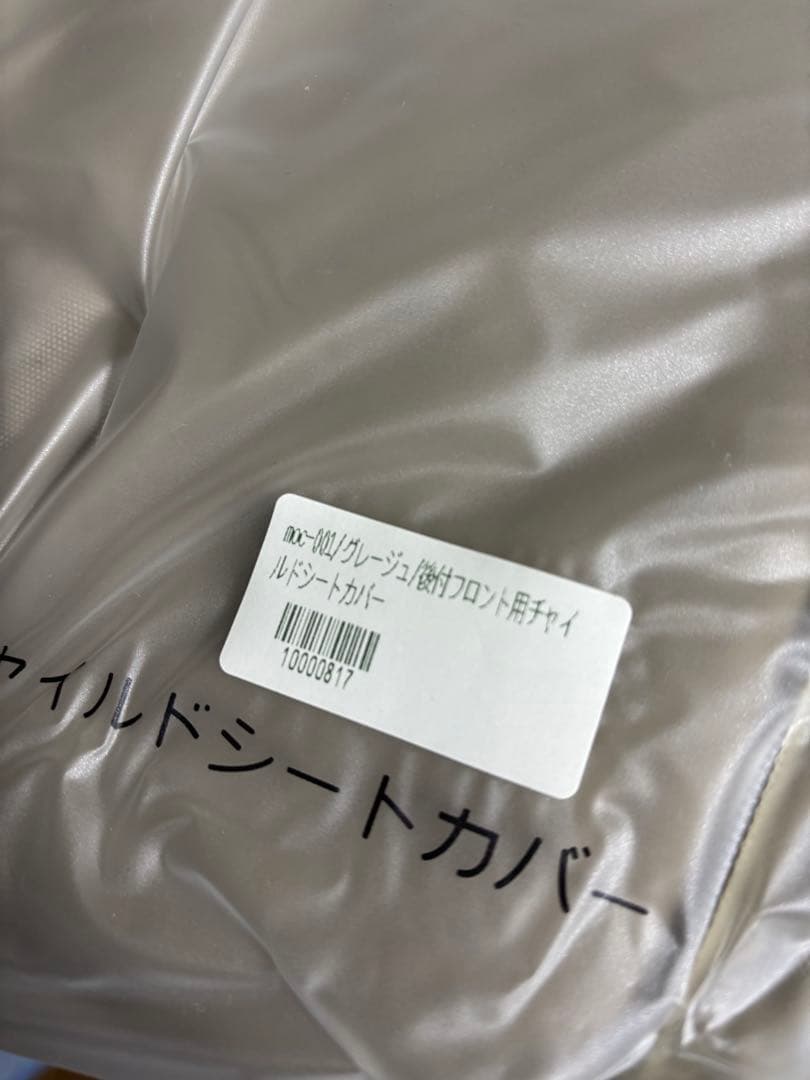 moc-001/グレージュ/後付フロント用チャイ
ルドシートカバー
10000817
ャイルドシートカバー